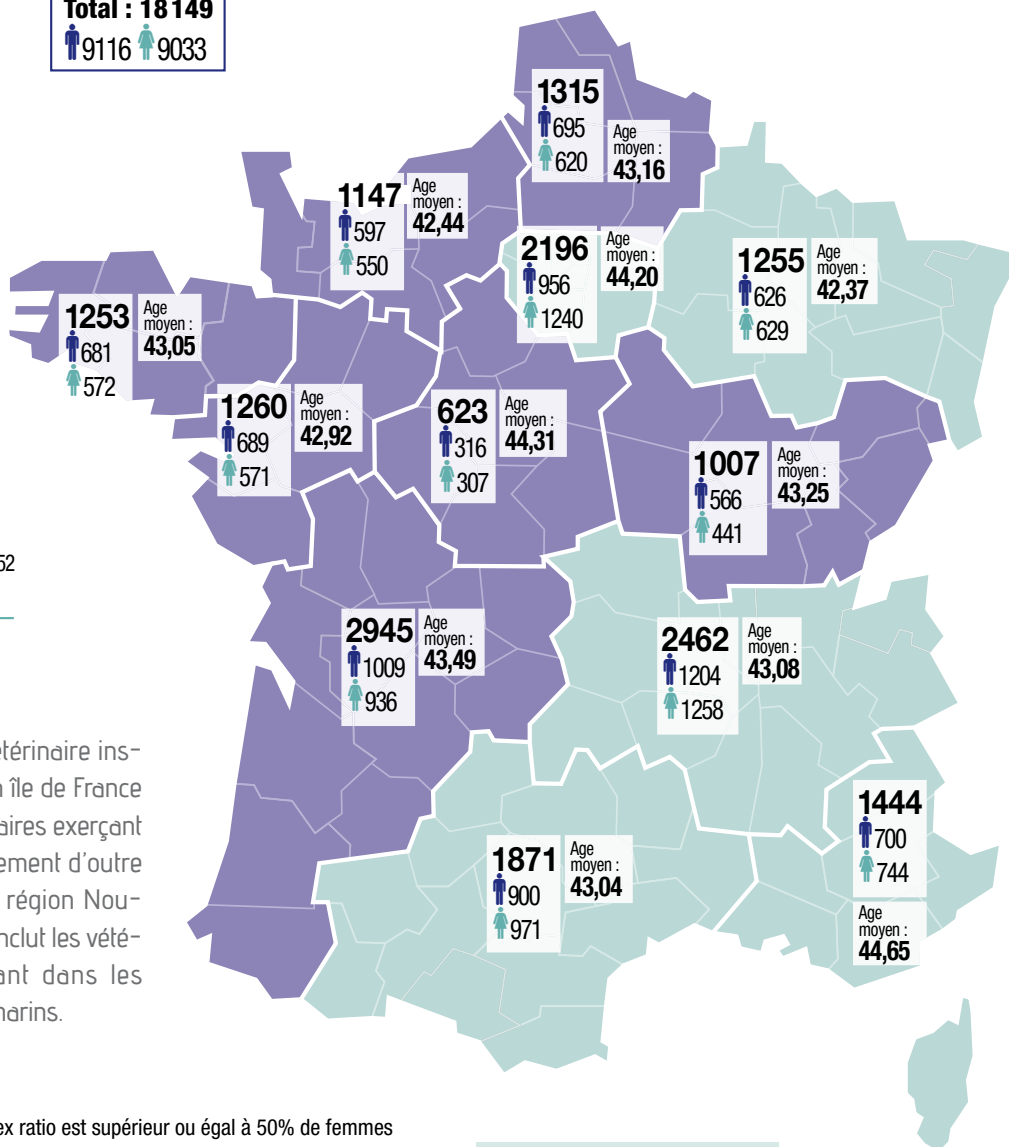 Total : 18 149
9116 9033
1315
695
620
Age
moyen :
43,16
1147
597
550
Age
moyen :
42,44
2196
956
1240
Age
moyen :
44,20
1255
626
629
Age
moyen :
42,37
1253
681
572
Age
moyen :
43,05
1260
689
571
Age
moyen :
42,92
623
316
307
Age
moyen :
44,31
1007
566
441
Age
moyen :
43,25
52
2945
1009
936
Age
moyen :
43,49
2462
1204
1258
Age
moyen :
43,08
1871
900
971
Age
moyen :
43,04
1444
700
744
Age
moyen :
44,65
étérinaire ins-
n île de France
aires exerçant
ement d'outre
région Nou-
nclut les vété-
ant dans les
narins.
ex ratio est supérieur ou égal à 50% de femmes